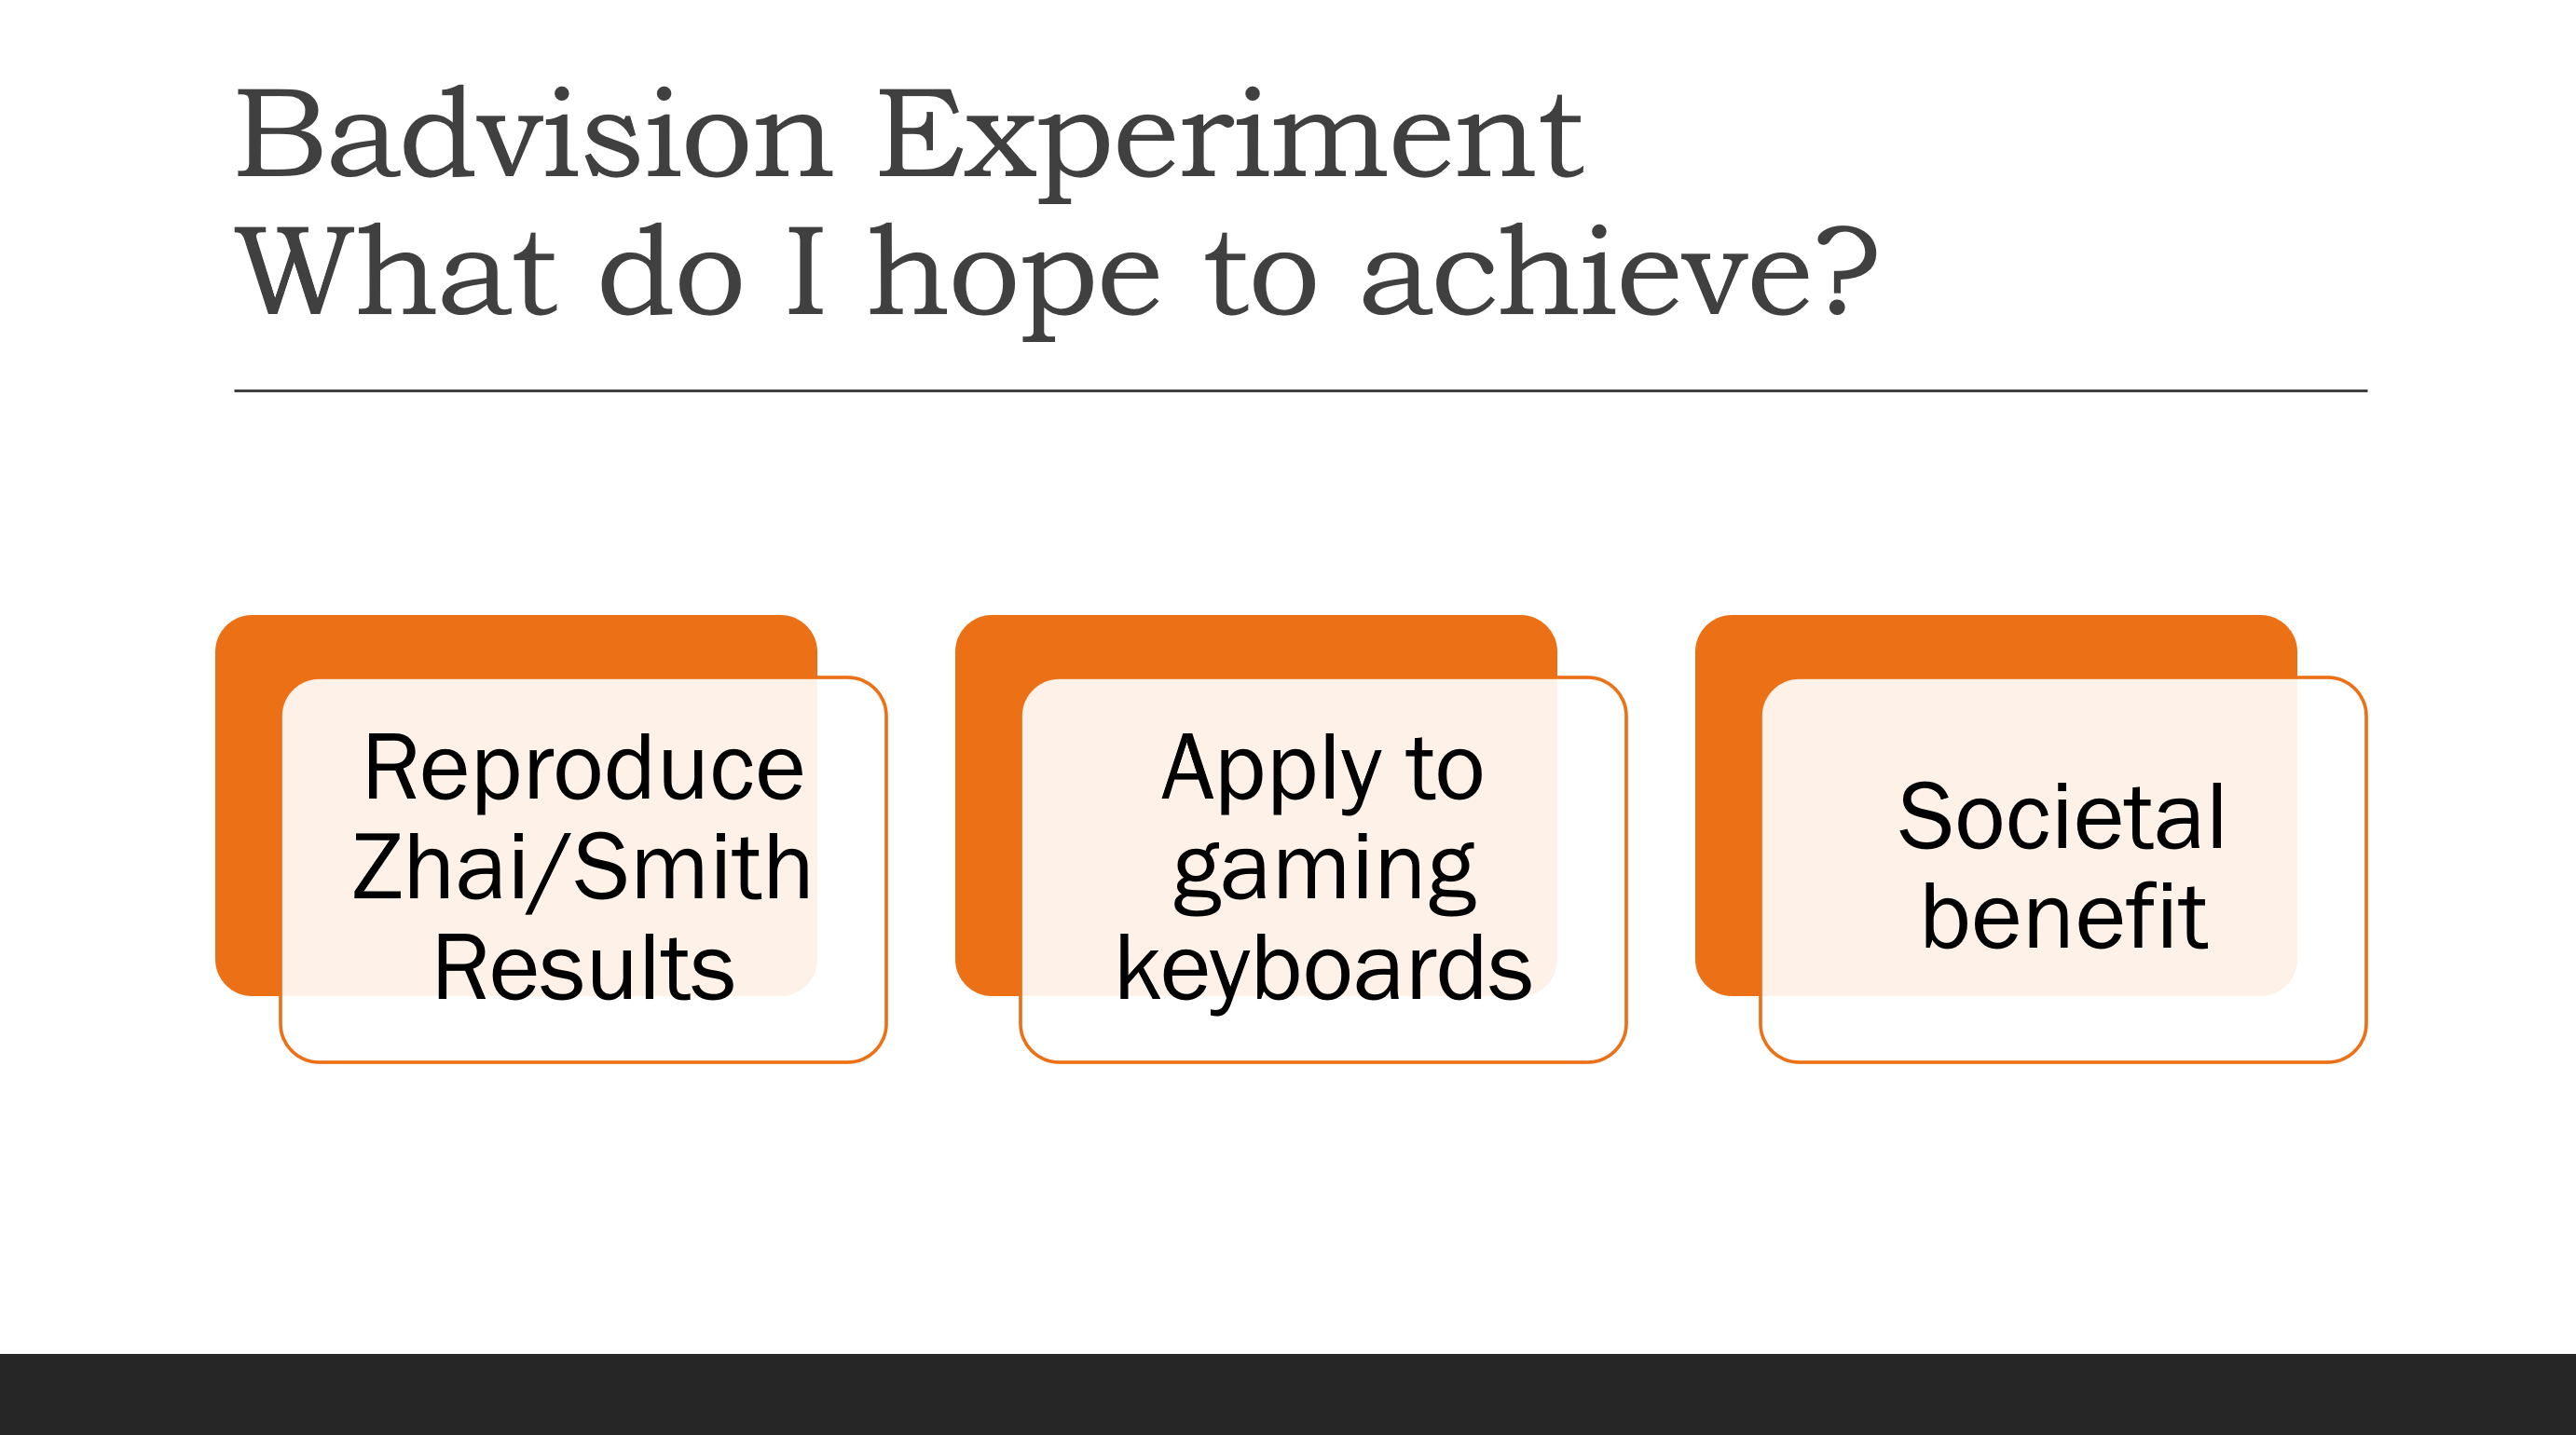 Badvision Experiment
What do I hope to achieve?
Reproduce
Zhai/Smith
Results
Apply to
gaming
keyboards
Societal
benefit